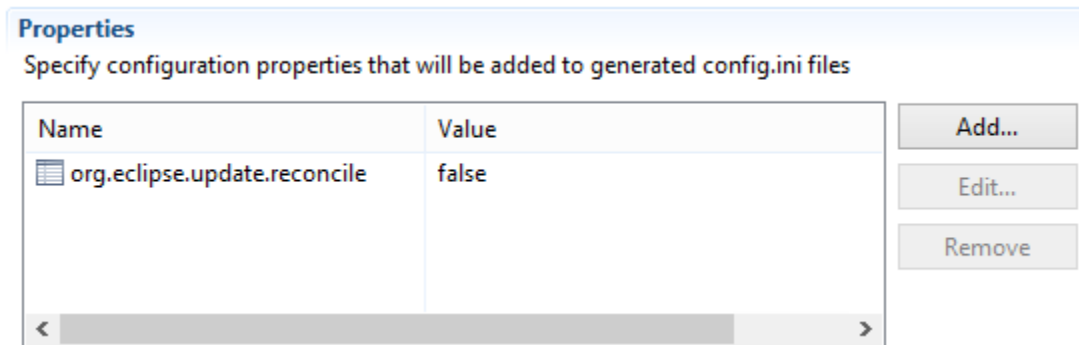 Properties
Specify configuration properties that will be added to generated config.ini files
Name Value Add...
org.eclipse.update.reconcile false
Edit...
Remove